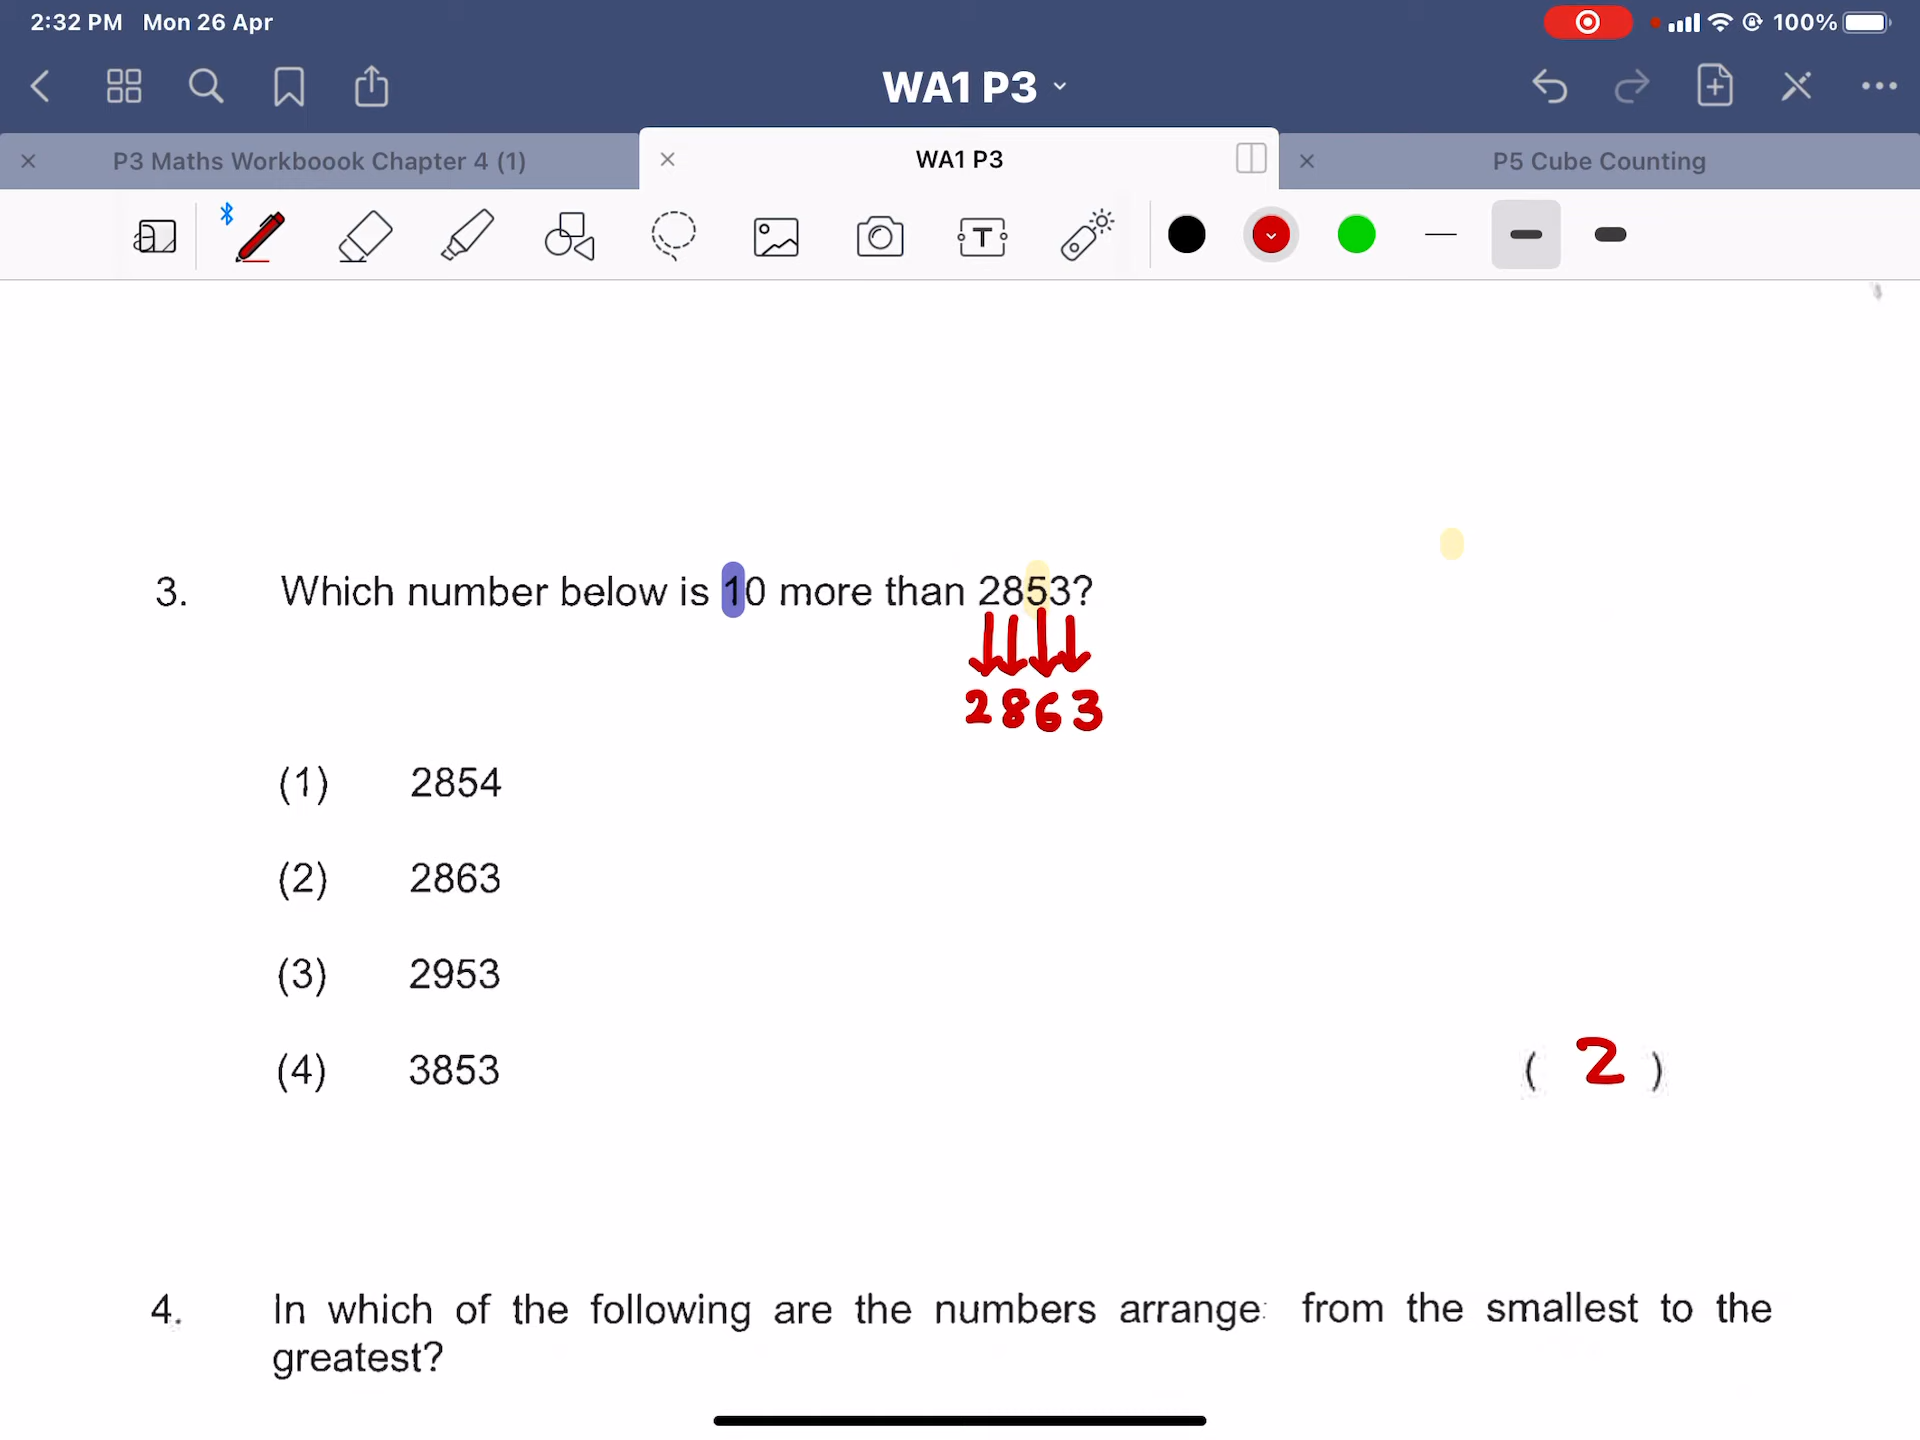 2:32 PM Mon 26 Apr 100%
WA1 P3
P3 Maths Workboook Chapter 4 (1) WA1 P3 P5 Cube Counting
3. Which number below is 10 more than 2853?
2863
(1) 2854
(2) 2863
(3) 2953
(4) 3853 ( 2 )
4. In which of the following are the numbers arrange from the smallest to the
greatest?